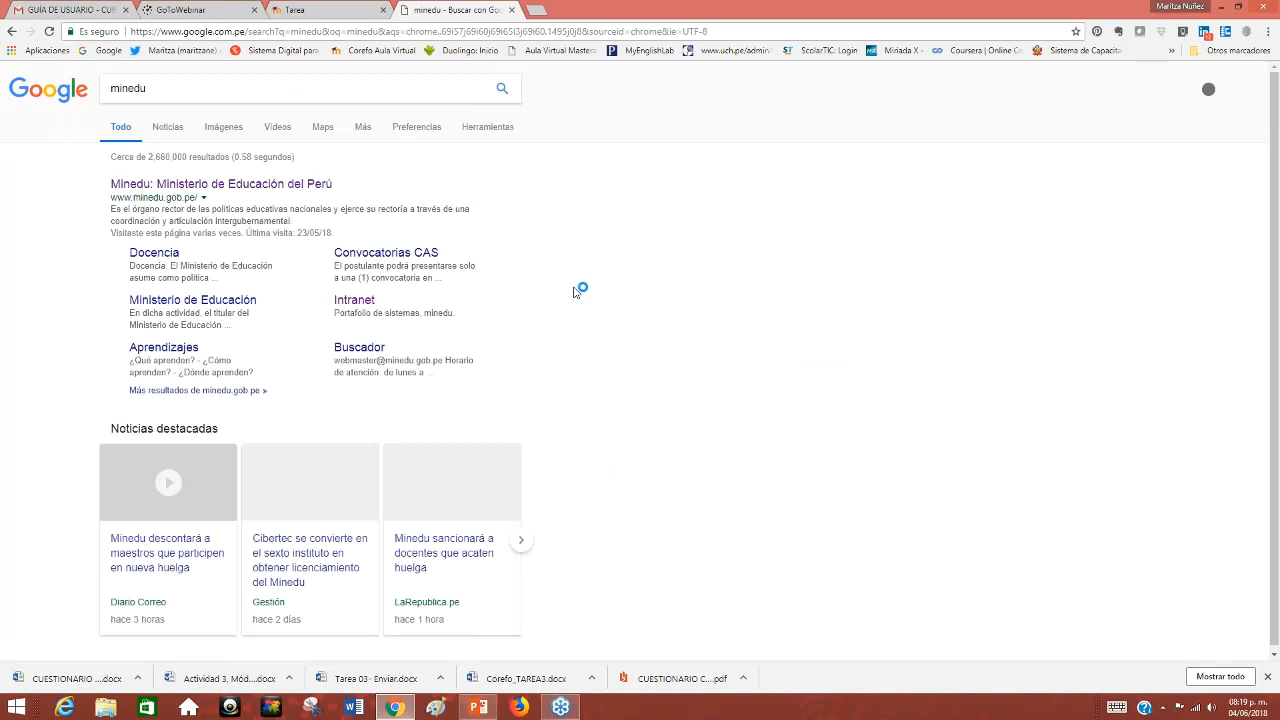 GUÍA DE USUARIO - CUE
GoToWebinar
Tarea
minedu - Buscar con Goo
Maritza Nuñez
Es seguro
https://www.google.com.pe/search?q=minedu&oq=minedu&aqs=chrome..69i57j69i60l2j69i65l3j69i60.1495j0j8&sourceid=chrome&ie=UTF-8
Aplicaciones
Google
Maritza (maritzane)
Sistema Digital para
Corefo Aula Virtual
Duolingo: Inicio
Aula Virtual Master
MyEnglishLab
www.uch.pe/admin/
ScholarTIC: Login
Miriada X -
Coursera | Online C
Sistema de Capacita
»
Otros marcadores
Google
minedu
Todo
Noticias
Imágenes
Vídeos
Maps
Más
Preferencias
Herramientas
Cerca de 2,660,000 resultados (0.58 segundos)
Minedu: Ministerio de Educación del Perú
www.minedu.gob.pe/
Es el órgano rector de las políticas educativas nacionales y ejerce su rectoría a través de una
coordinación y articulación intergubernamental.
Visitaste esta página varias veces. Última visita: 23/05/18.
Docencia
Docencia. El Ministerio de Educación
asume como política ...
Convocatorias CAS
El postulante podrá presentarse solo
a una (1) convocatoria en ...
Ministerio de Educación
En dicha actividad, el titular del
Ministerio de Educación ...
Intranet
Portafolio de sistemas, minedu.
Aprendizajes
¿Qué aprenden? - ¿Cómo
aprenden? - ¿Dónde aprenden?
Buscador
webmaster@minedu.gob.pe Horario
de atención: de lunes a ...
Más resultados de minedu.gob.pe »
Noticias destacadas
Minedu descontará a
maestros que participen
en nueva huelga
Diario Correo
hace 3 horas
Cibertec se convierte en
el sexto instituto en
obtener licenciamiento
del Minedu
Gestión
hace 2 días
Minedu sancionará a
docentes que acaten
huelga
LaRepublica.pe
hace 1 hora
CUESTIONARIO ....docx
Actividad 3, Mód....docx
Tarea 03- Enviar.docx
Corefo_TAREA3.docx
CUESTIONARIO C....pdf
Mostrar todo
08:19 p. m.
04/06/2018